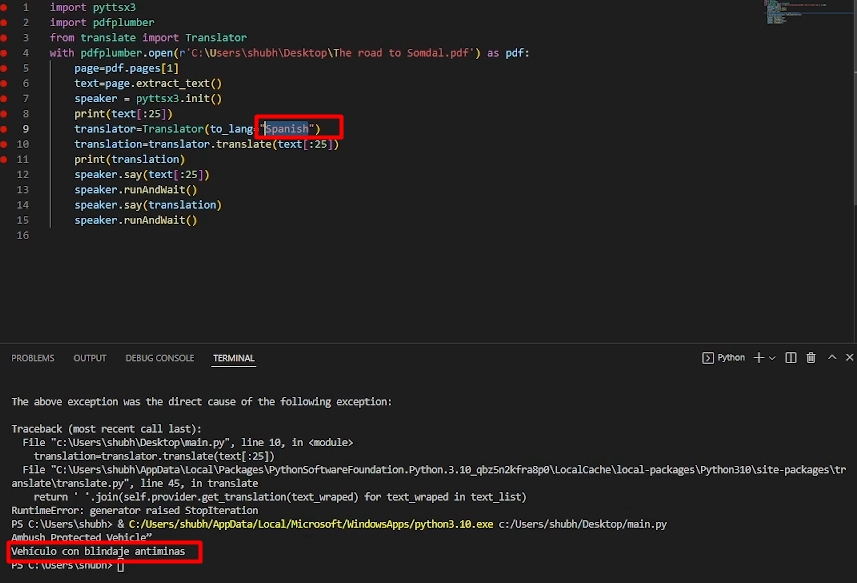 1 import pyttsx3
2 import pdfplumber
3 from translate import Translator
4 with pdfplumber.open(r'C:\Users\shubh\Desktop\The road to Somdal.pdf') as pdf:
5 page=pdf.pages[1]
6 text=page.extract_text()
7 speaker = pyttsx3.init()
8 print(text[:25])
9 translator=Translator(to_lang="Spanish")
10 translation=translator.translate(text[:25])
11 print(translation)
12 speaker.say(text[:25])
13 speaker.runAndWait()
14 speaker.say(translation)
15 speaker.runAndWait()
16
PROBLEMS OUTPUT DEBUG CONSOLE TERMINAL Python
The above exception was the direct cause of the following exception:
Traceback (most recent call last):
File "c:\Users\shubh\Desktop\main.py", line 10, in <module>
translation=translator.translate(text[:25])
File "C:\Users\shubh\AppData\Local\Packages\PythonSoftwareFoundation.Python.3.10_qbz5n2kfra8p0\LocalCache\local-packages\Python310\site-packages\tr
anslate\translate.py", line 45, in translate
return ' '.join(self.provider.get_translation(text_wraped) for text_wraped in text_list)
RuntimeError: generator raised StopIteration
PS C:\Users\shubh> & C:/Users/shubh/AppData/Local/Microsoft/WindowsApps/python3.10.exe c:/Users/shubh/Desktop/main.py
Ambush Protected Vehicle”
Vehículo con blindaje antiminas
PS C:\Users\shubh>